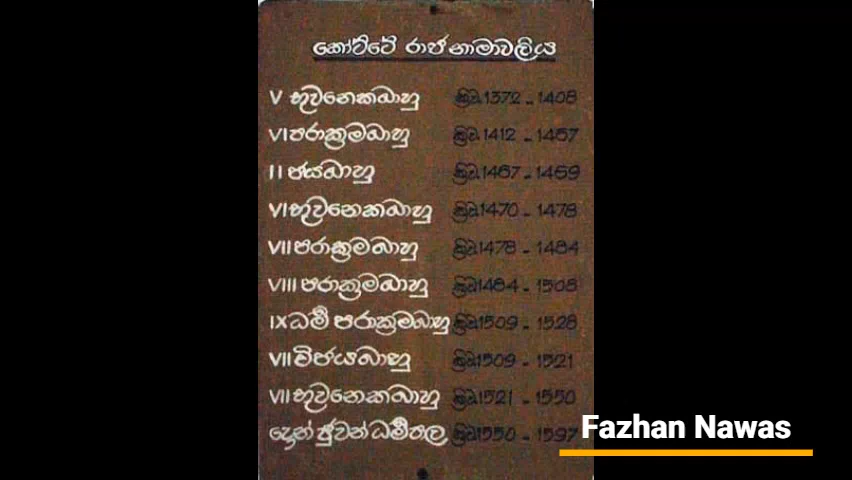 කෝට්ටේ රාජනාමාවලිය
V භුවනෙකබාහු ක්‍රිව.1372 - 1408
VI පරාක්‍රමබාහු ක්‍රිව.1412 - 1467
II ජයබාහු ක්‍රිව.1467 - 1469
VI භුවනෙකබාහු ක්‍රිව.1470 - 1478
VII පරාක්‍රමබාහු ක්‍රිව.1478 - 1484
VIII පරාක්‍රමබාහු ක්‍රිව.1484 - 1508
IX ධර්ම පරාක්‍රමබාහු ක්‍රිව.1509 - 1528
VII විජයබාහු ක්‍රිව.1509 - 1521
VII භුවනෙකබාහු ක්‍රිව.1521 - 1550
දොන් ජුවන් ධර්මපාල ක්‍රිව.1550 - 1597
Fazhan Nawas